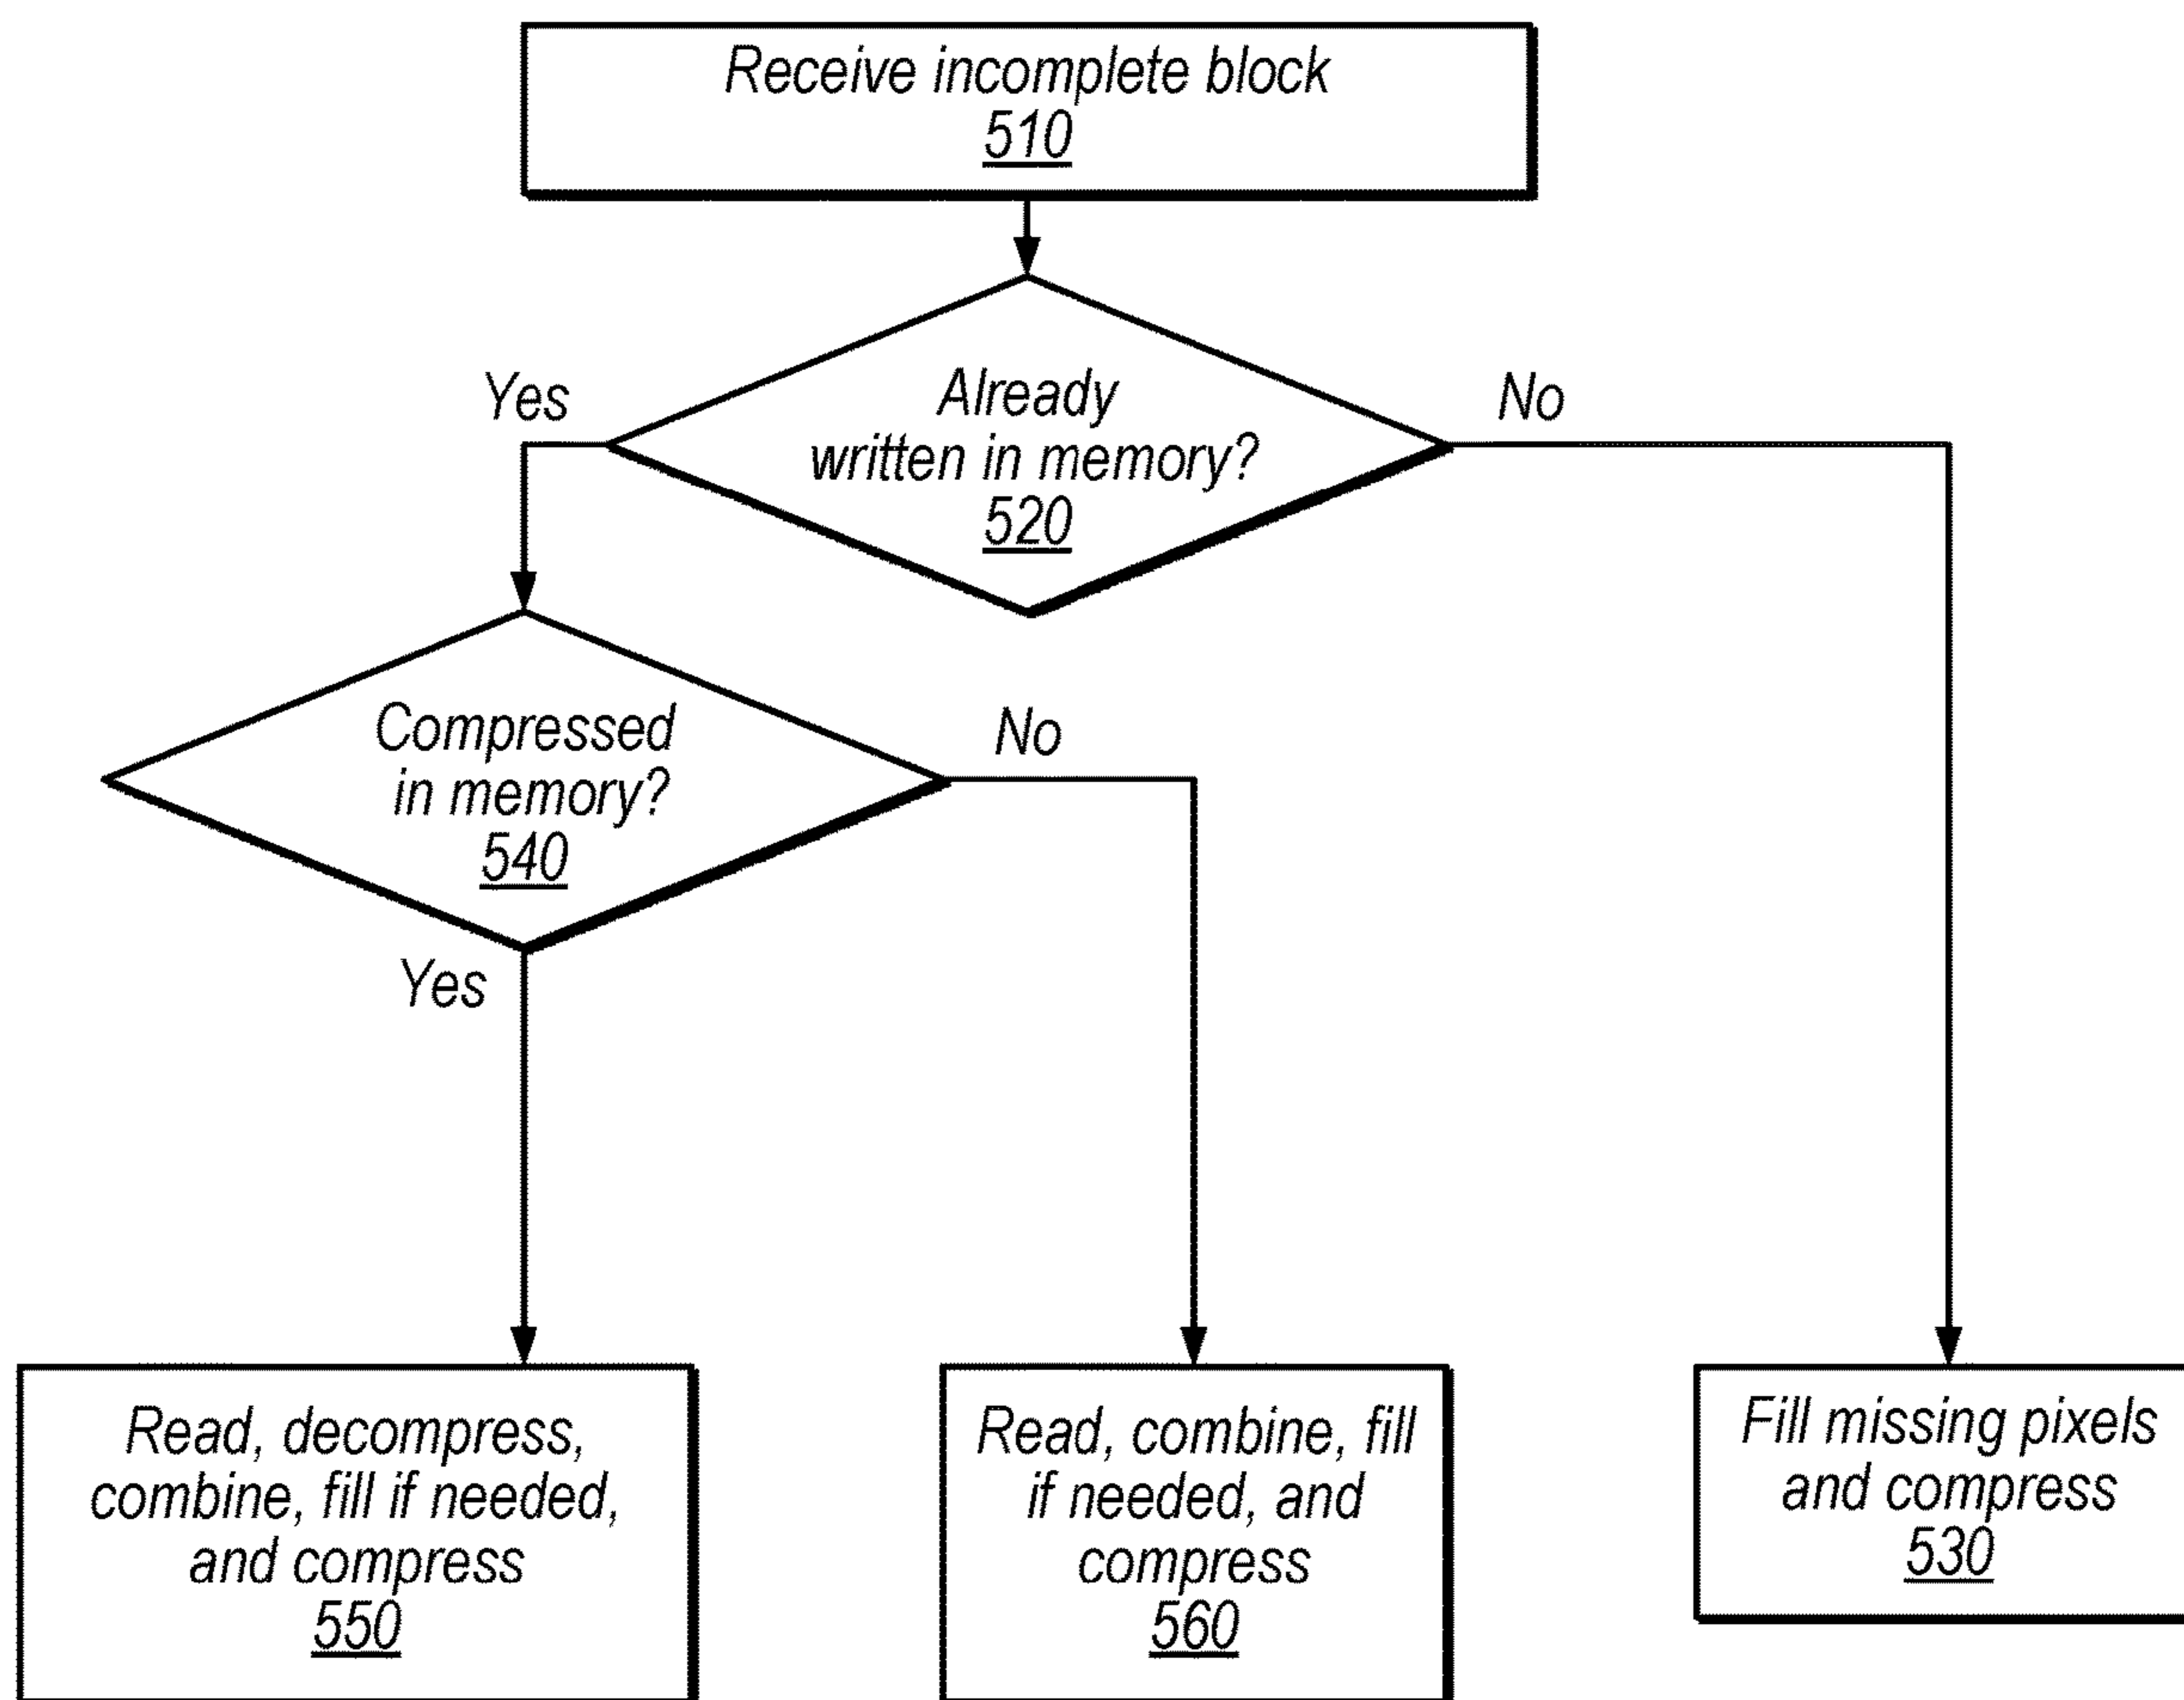 Receive incomplete block
510
Already
written in memory?
520
Yes
No
Compressed
in memory?
540
No
Yes
Read, decompress,
combine, fill if needed,
and compress
550
Read, combine, fill
if needed, and
compress
560
Fill missing pixels
and compress
530